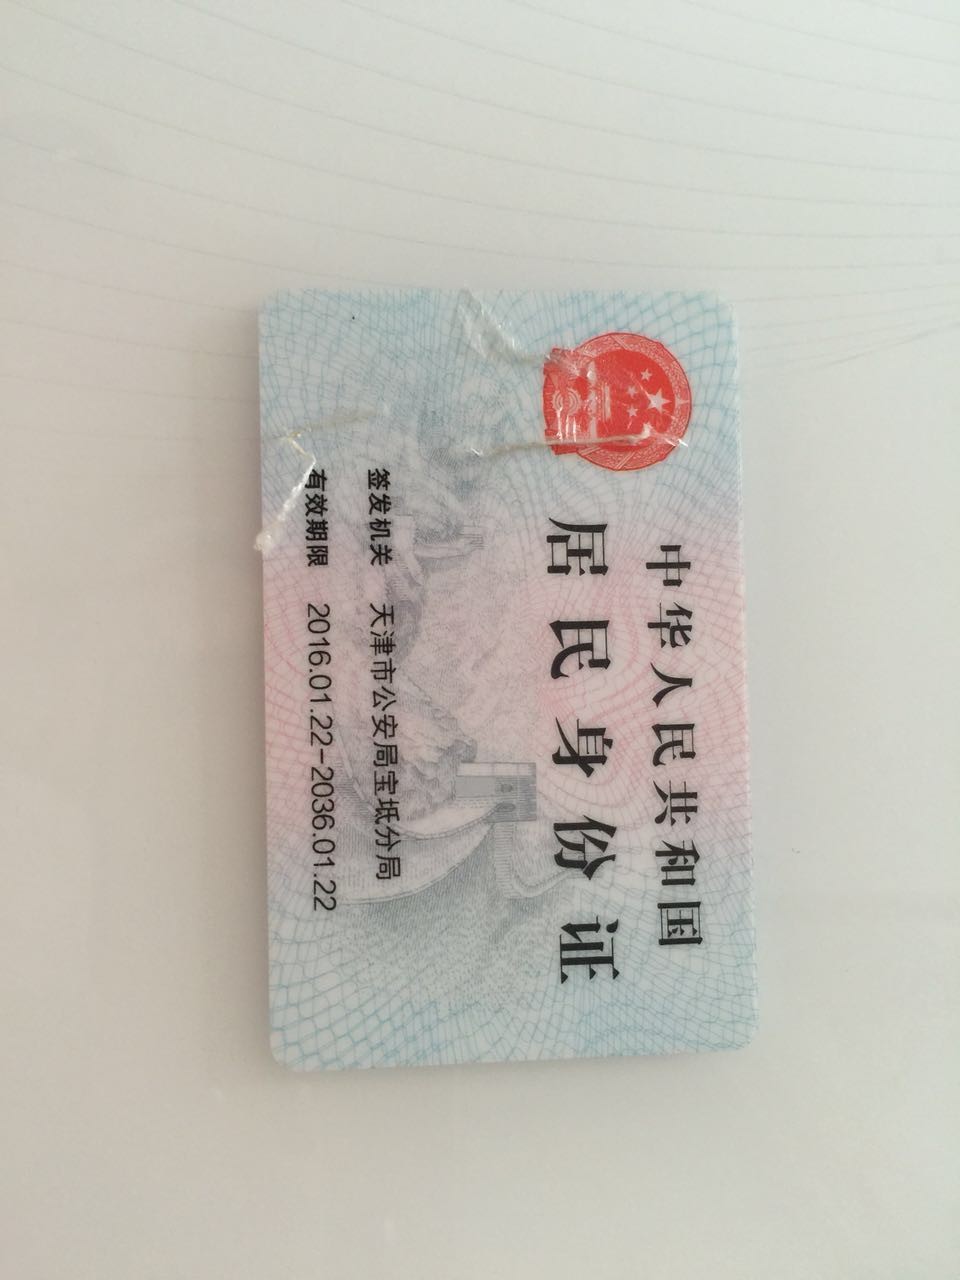 中华人民共和国
居民身份证
签发机关 天津市公安局宝坻分局
有效期限 2016.01.22-2036.01.22